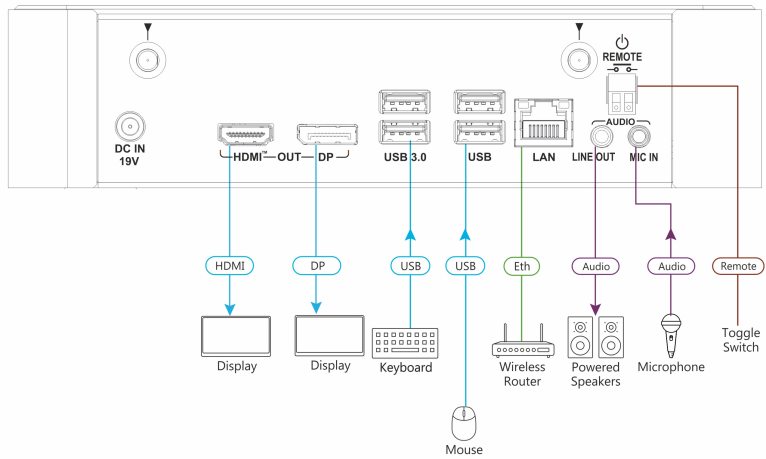 REMOTE
DC IN
19V
HDMI™ OUT DP
USB 3.0
USB
LAN
AUDIO
LINE OUT
MIC IN
HDMI
DP
USB
USB
Eth
Audio
Audio
Remote
Display
Display
Keyboard
Mouse
Wireless
Router
Powered
Speakers
Microphone
Toggle
Switch